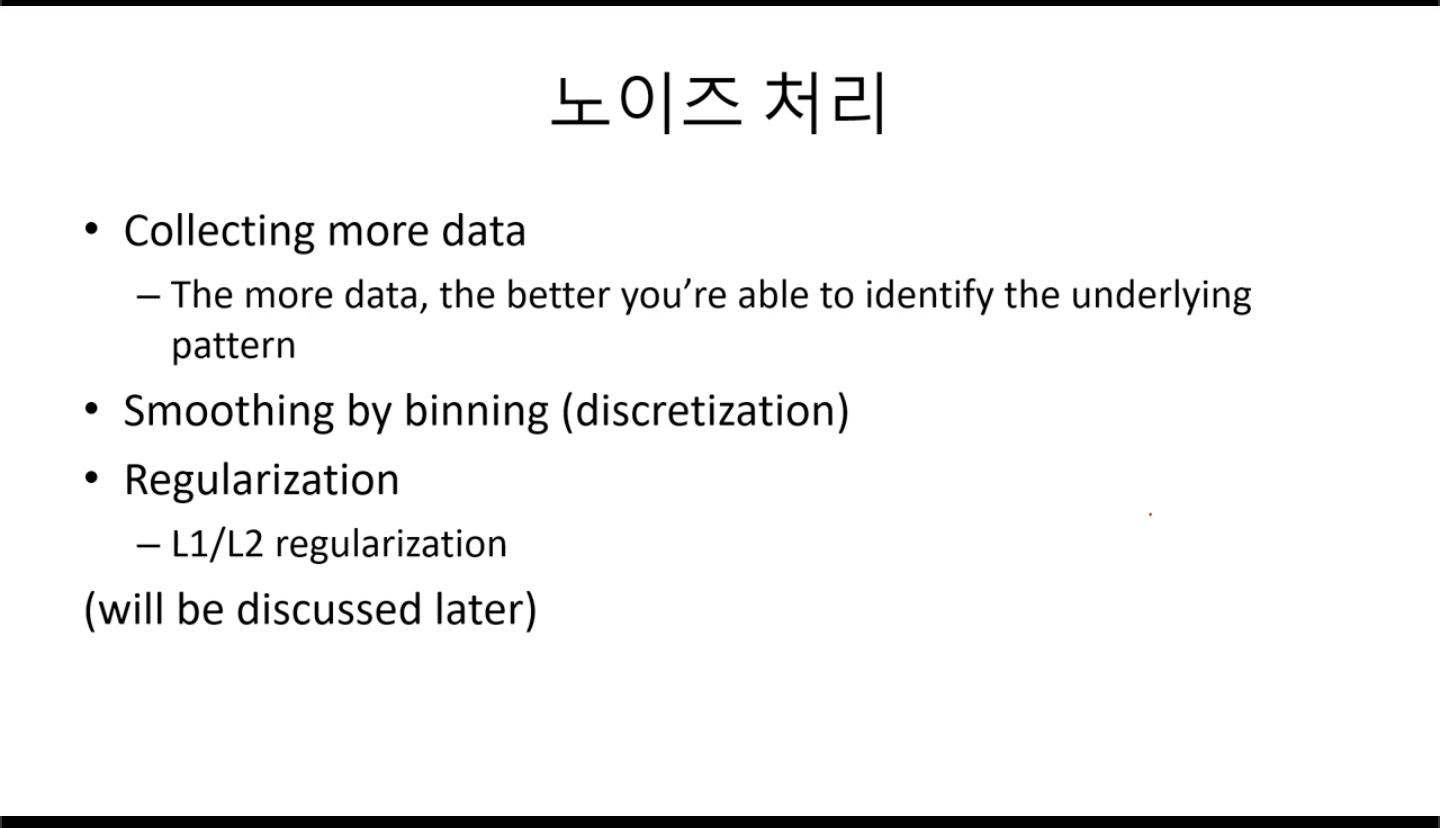 노이즈 처리
• Collecting more data
– The more data, the better you’re able to identify the underlying
pattern
• Smoothing by binning (discretization)
• Regularization
– L1/L2 regularization
(will be discussed later)